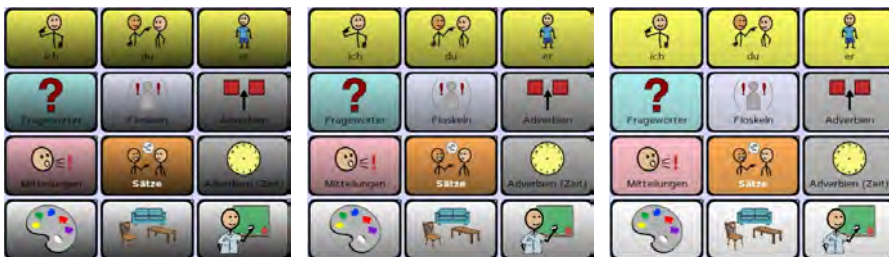 ich du er
Fragewörter Floskeln Adverbien
Mitteilungen Sätze Adverbien (Zeit)
ich du er
Fragewörter Floskeln Adverbien
Mitteilungen Sätze Adverbien (Zeit)
ich du er
Fragewörter Floskeln Adverbien
Mitteilungen Sätze Adverbien (Zeit)